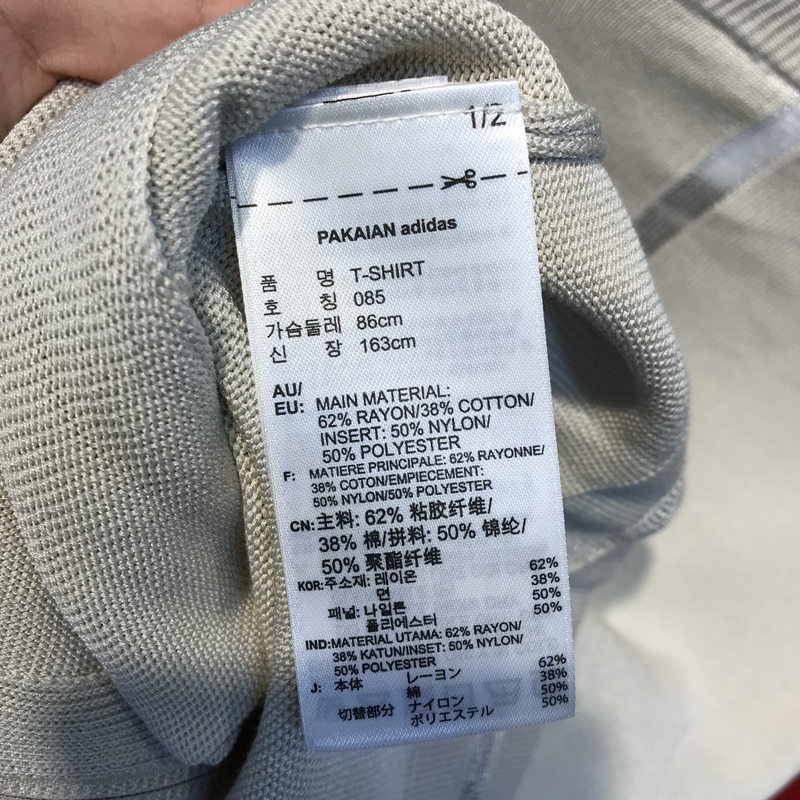 1/2
PAKAIAN adidas
품 명 T-SHIRT
호 칭 085
가슴둘레 86cm
신 장 163cm
AU/
EU: MAIN MATERIAL:
62% RAYON/38% COTTON/
INSERT: 50% NYLON/
50% POLYESTER
F: MATIERE PRINCIPALE: 62% RAYONNE/
38% COTON/EMPIECEMENT:
50% NYLON/50% POLYESTER
CN: 主料: 62% 粘胶纤维/
38% 棉/拼料: 50% 锦纶/
50% 聚酯纤维
KOR: 주소재: 레이온 62%
면 38%
패널: 나일론 50%
폴리에스터 50%
IND: MATERIAL UTAMA: 62% RAYON/
38% KATUN/INSET: 50% NYLON/
50% POLYESTER
J: 本体 レーヨン 62%
綿 38%
切替部分 ナイロン 50%
ポリエステル 50%